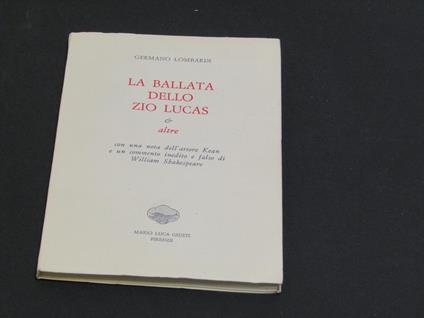 GERMANO LOMBARDI
LA BALLATA
DELLO
ZIO LUCAS
&
altre
con una nota dell'attore Kean
e un commento inedito e falso di
William Shakespeare
MARIO LUCA GIUSTI
FIRENZE